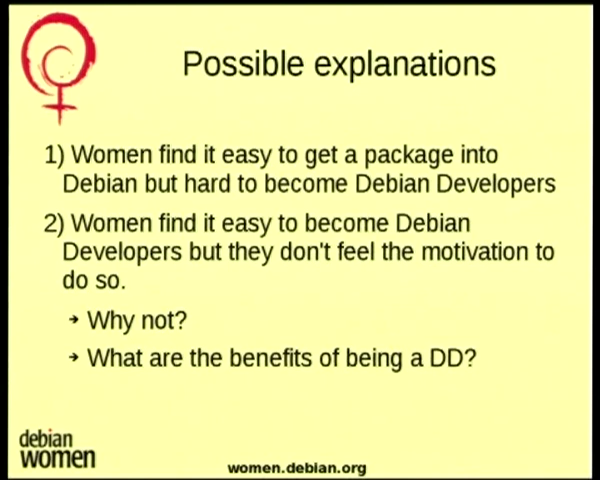 Possible explanations
1) Women find it easy to get a package into
Debian but hard to become Debian Developers
2) Women find it easy to become Debian
Developers but they don't feel the motivation to
do so.
→ Why not?
→ What are the benefits of being a DD?
debian
women
women.debian.org